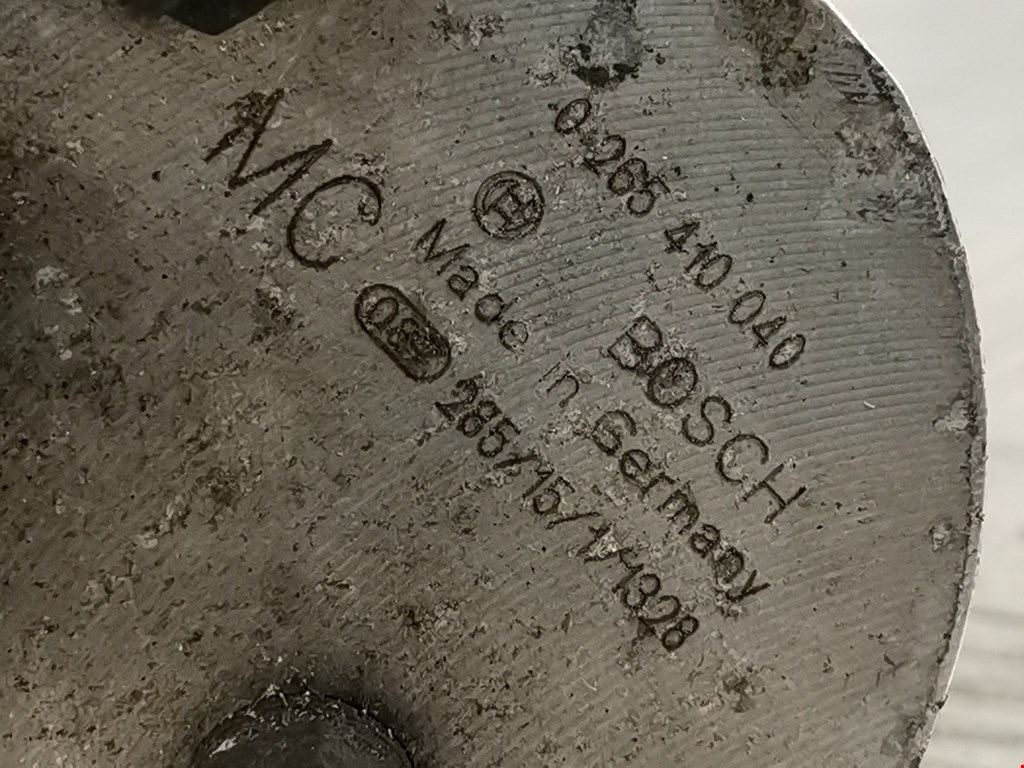 0 265 410 040
BOSCH
Made in Germany
MC
285/15/1/1328